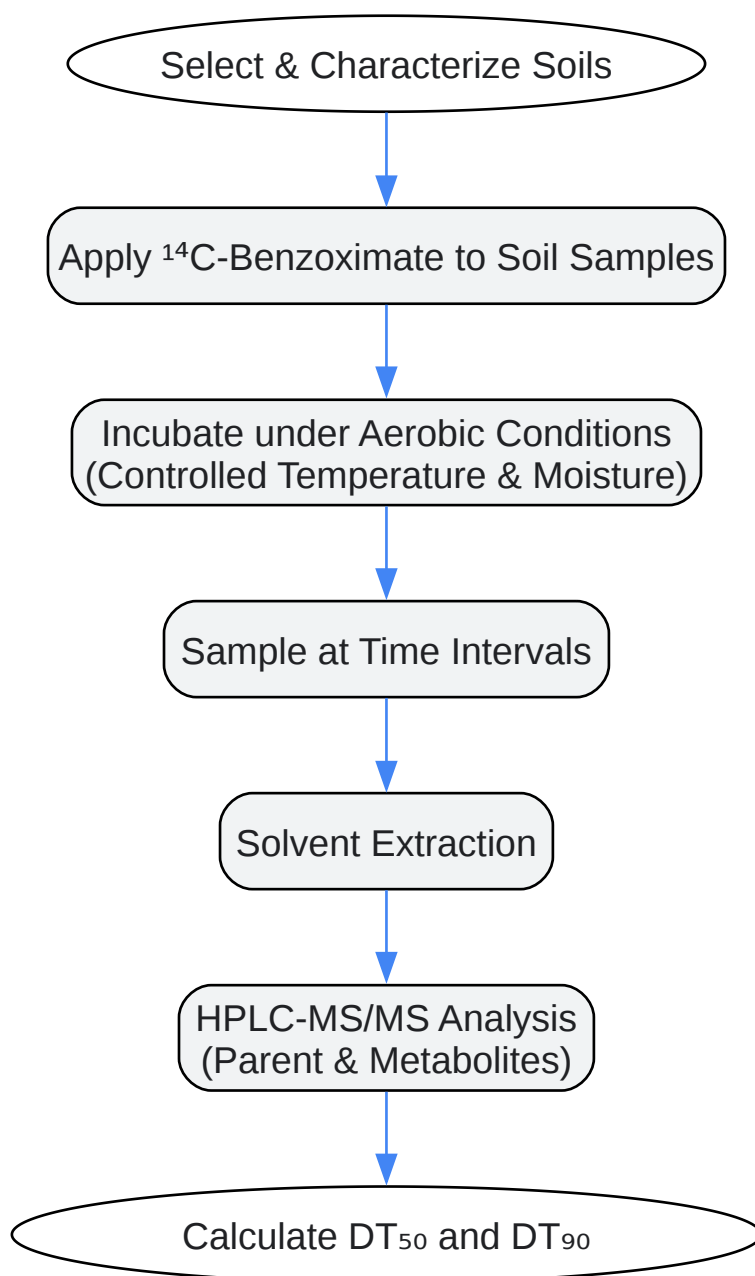 Select & Characterize Soils
Apply ¹⁴C-Benzoximate to Soil Samples
Incubate under Aerobic Conditions
(Controlled Temperature & Moisture)
Sample at Time Intervals
Solvent Extraction
HPLC-MS/MS Analysis
(Parent & Metabolites)
Calculate DT₅₀ and DT₉₀